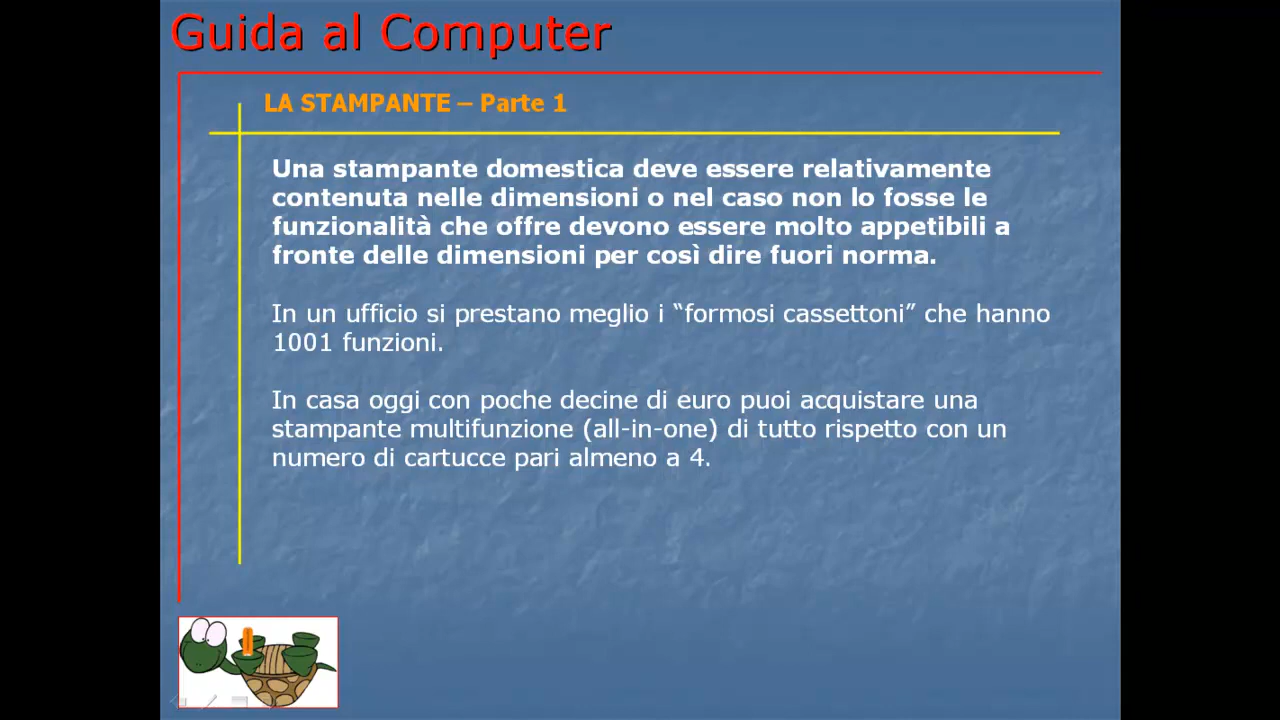 Guida al Computer
LA STAMPANTE – Parte 1
Una stampante domestica deve essere relativamente
contenuta nelle dimensioni o nel caso non lo fosse le
funzionalità che offre devono essere molto appetibili a
fronte delle dimensioni per così dire fuori norma.
In un ufficio si prestano meglio i “formosi cassettoni” che hanno
1001 funzioni.
In casa oggi con poche decine di euro puoi acquistare una
stampante multifunzione (all-in-one) di tutto rispetto con un
numero di cartucce pari almeno a 4.